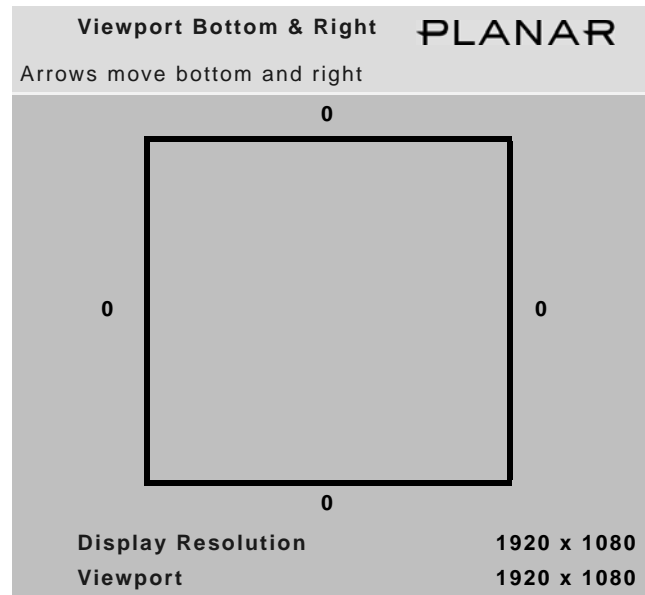 Viewport Bottom & Right PLANAR
Arrows move bottom and right
0
0 0
0
Display Resolution 1920 x 1080
Viewport 1920 x 1080